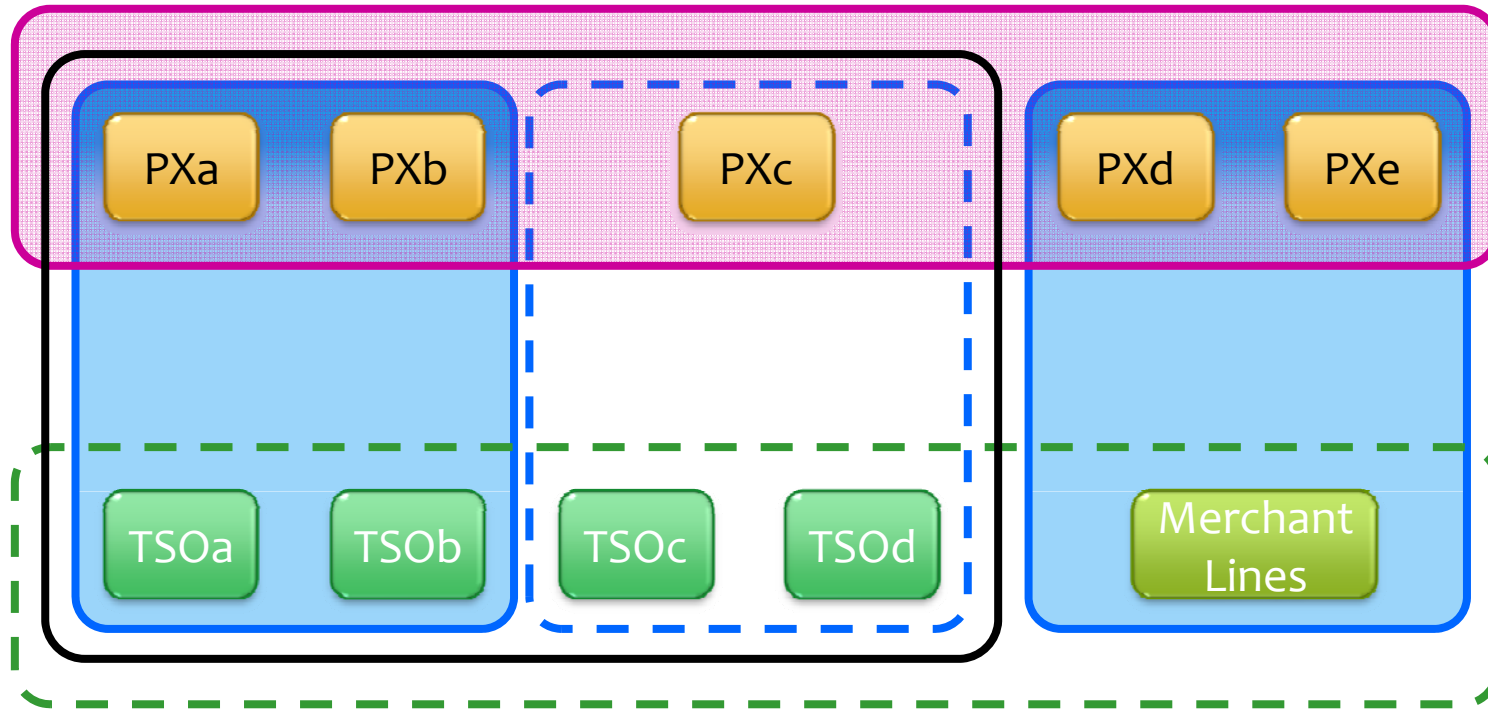 PXa
PXb
PXc
PXd
PXe
TSOa
TSOb
TSOc
TSOd
Merchant
Lines